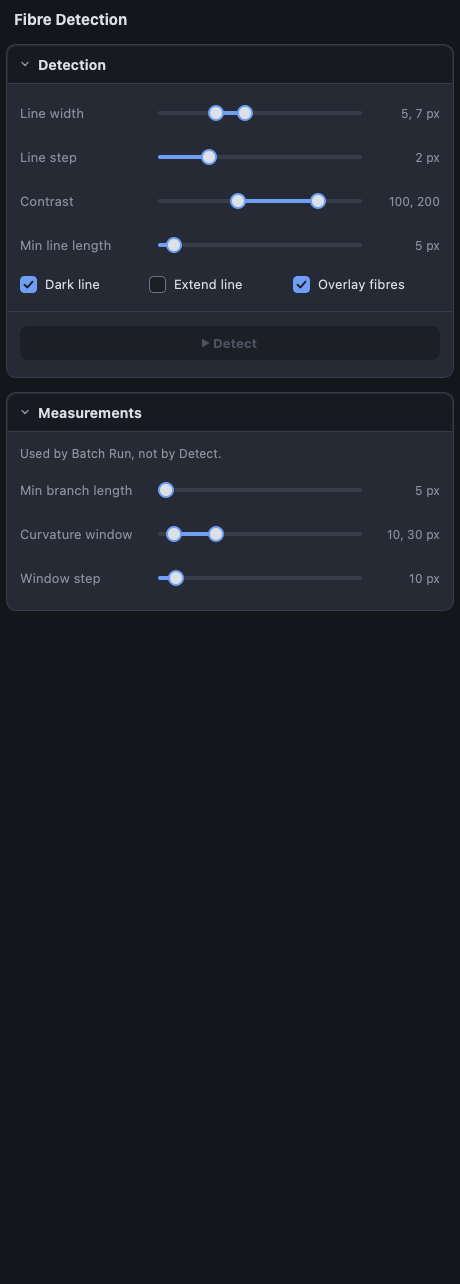 Fibre Detection
Detection
Line width 5, 7 px
Line step 2 px
Contrast 100, 200
Min line length 5 px
Dark line Extend line Overlay fibres
Detect
Measurements
Used by Batch Run, not by Detect.
Min branch length 5 px
Curvature window 10, 30 px
Window step 10 px